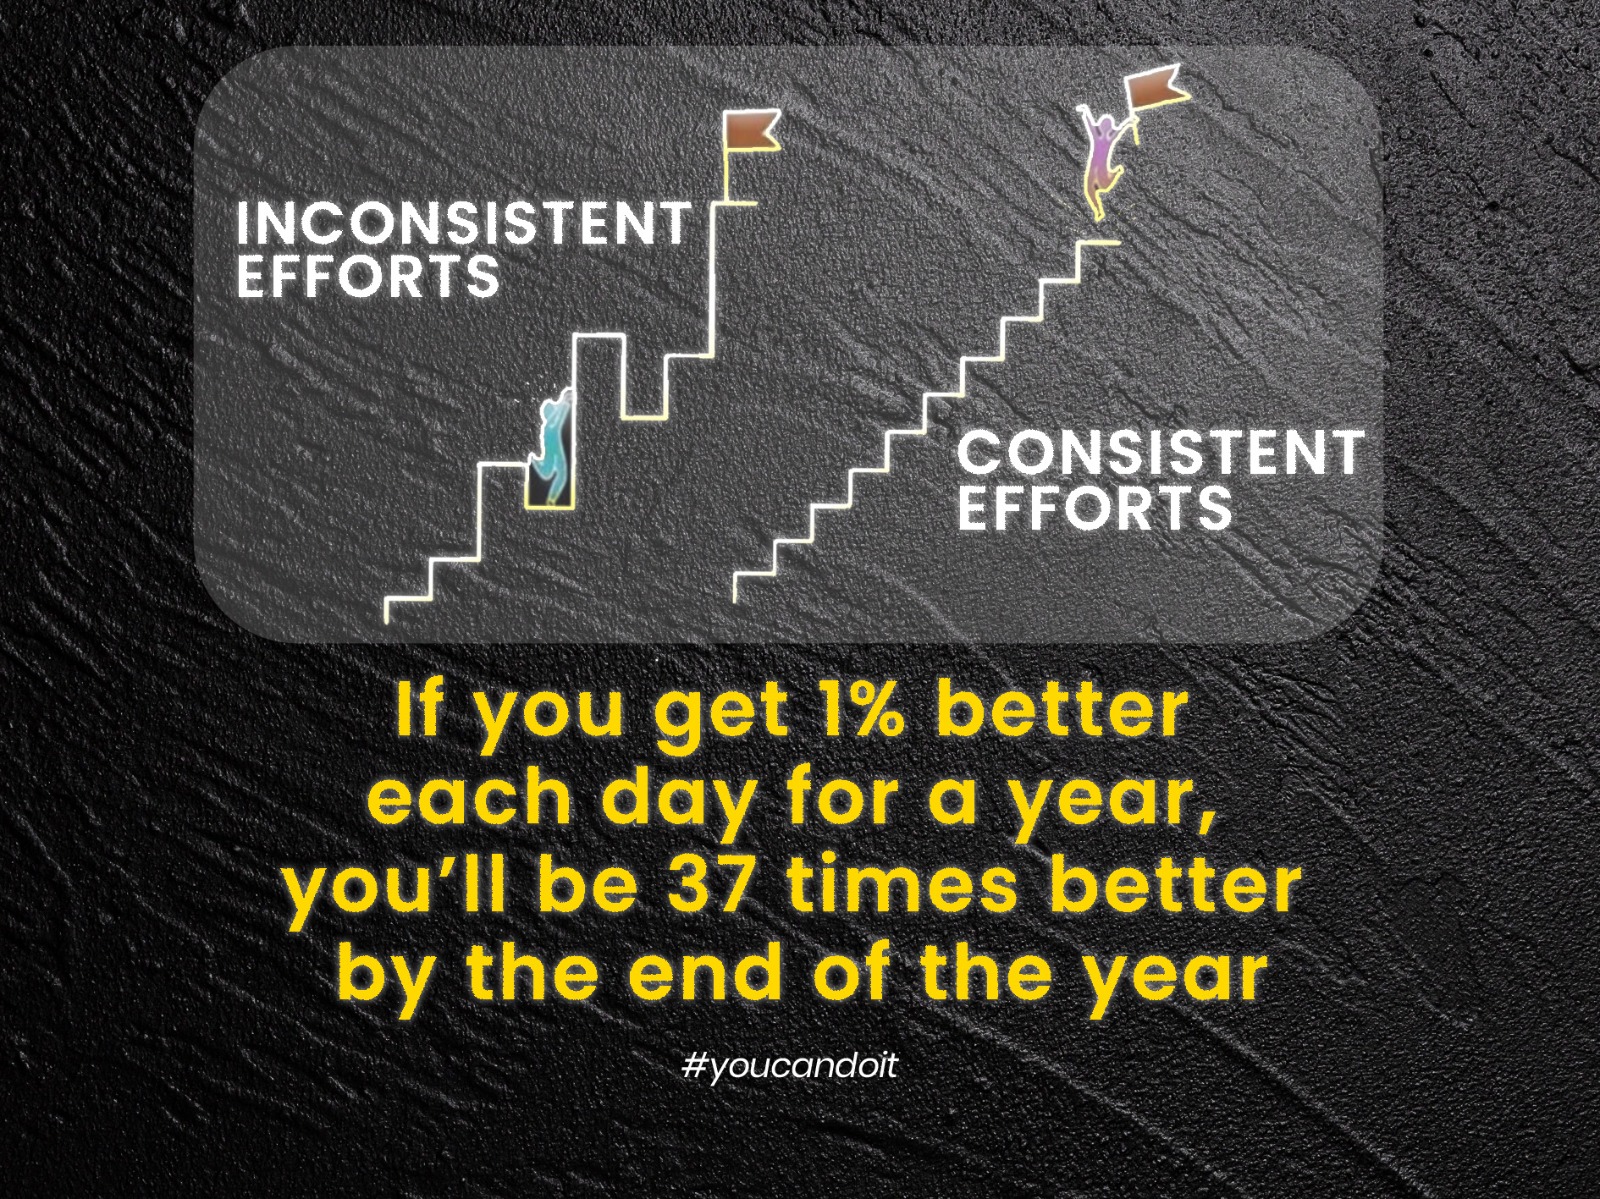 INCONSISTENT
EFFORTS
CONSISTENT
EFFORTS
If you get 1% better
each day for a year,
you’ll be 37 times better
by the end of the year
#youcandoit